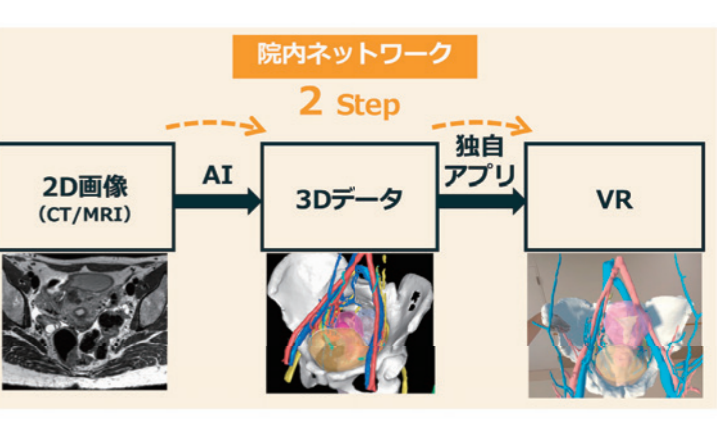 院内ネットワーク
2 Step
2D画像
（CT/MRI）
AI
3Dデータ
独自
アプリ
VR